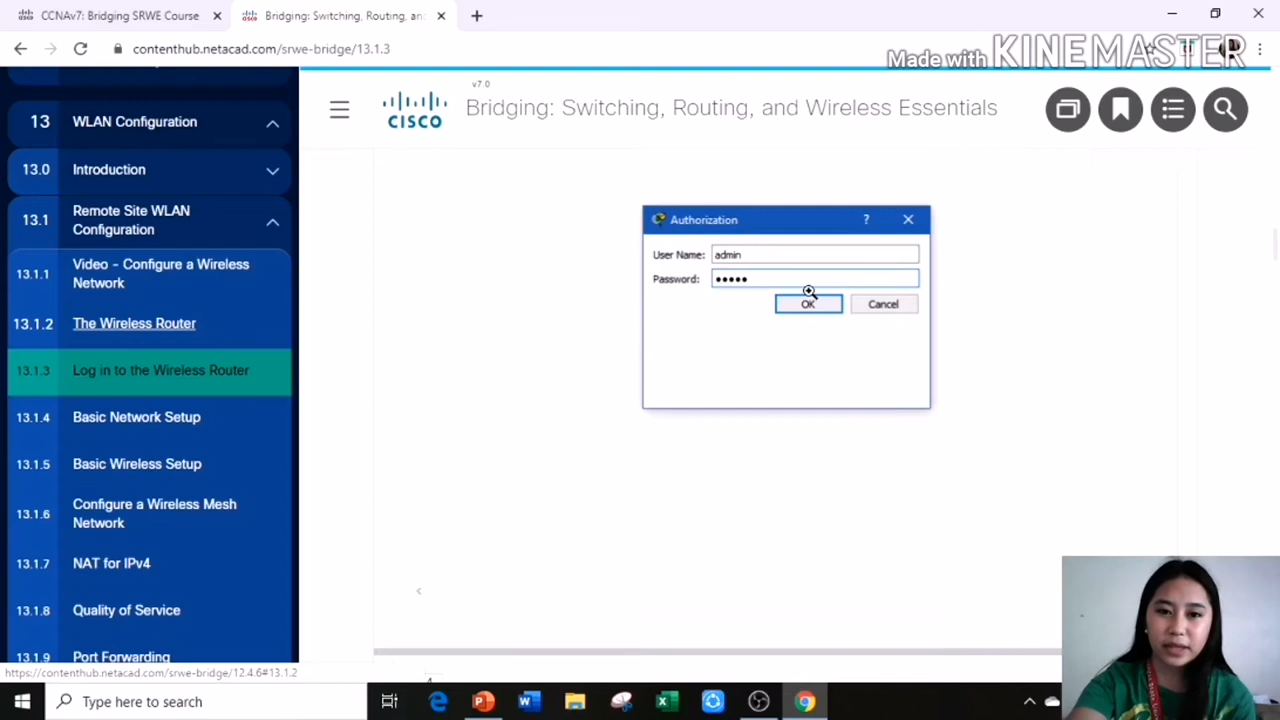 CCNAv7: Bridging SRWE Course
Bridging: Switching, Routing, an
contenthub.netacad.com/srwe-bridge/13.1.3
Made with KINEMASTER
13 WLAN Configuration
13.0 Introduction
13.1 Remote Site WLAN
Configuration
13.1.1 Video - Configure a Wireless
Network
13.1.2 The Wireless Router
13.1.3 Log in to the Wireless Router
13.1.4 Basic Network Setup
13.1.5 Basic Wireless Setup
13.1.6 Configure a Wireless Mesh
Network
13.1.7 NAT for IPv4
13.1.8 Quality of Service
13.1.9 Port Forwarding
v7.0
CISCO
Bridging: Switching, Routing, and Wireless Essentials
Authorization
User Name: admin
Password: •••••
OK Cancel
https://contenthub.netacad.com/srwe-bridge/12.4.6#13.1.2
Type here to search